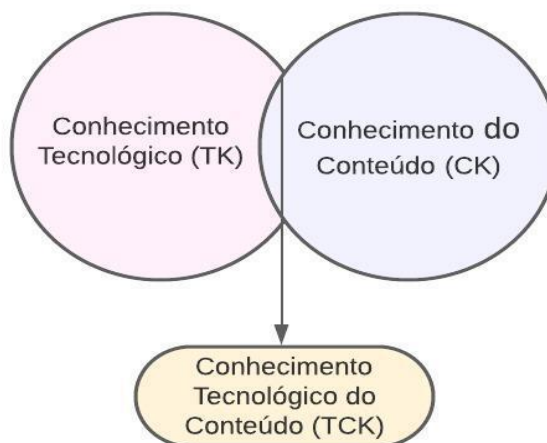 Conhecimento
Tecnológico (TK)
Conhecimento do
Conteúdo (CK)
Conhecimento
Tecnológico do
Conteúdo (TCK)